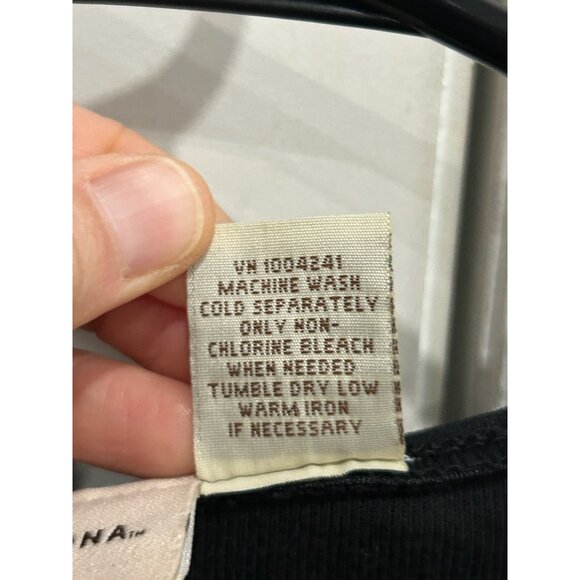 VN 1004241
MACHINE WASH
COLD SEPARATELY
ONLY NON-
CHLORINE BLEACH
WHEN NEEDED
TUMBLE DRY LOW
WARM IRON
IF NECESSARY